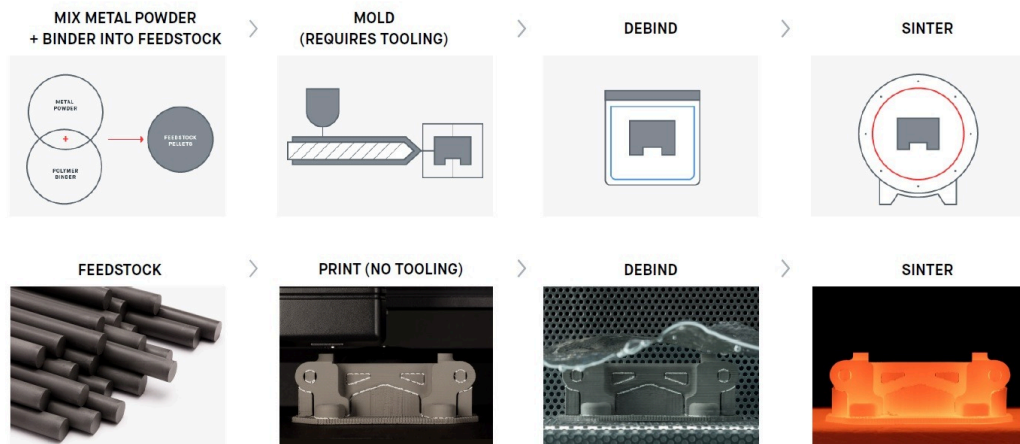 MIX METAL POWDER
+ BINDER INTO FEEDSTOCK
MOLD
(REQUIRES TOOLING)
DEBIND
SINTER
METAL
POWDER
+
POLYMER
BINDER
FEEDSTOCK
PELLETS
FEEDSTOCK
PRINT (NO TOOLING)
DEBIND
SINTER